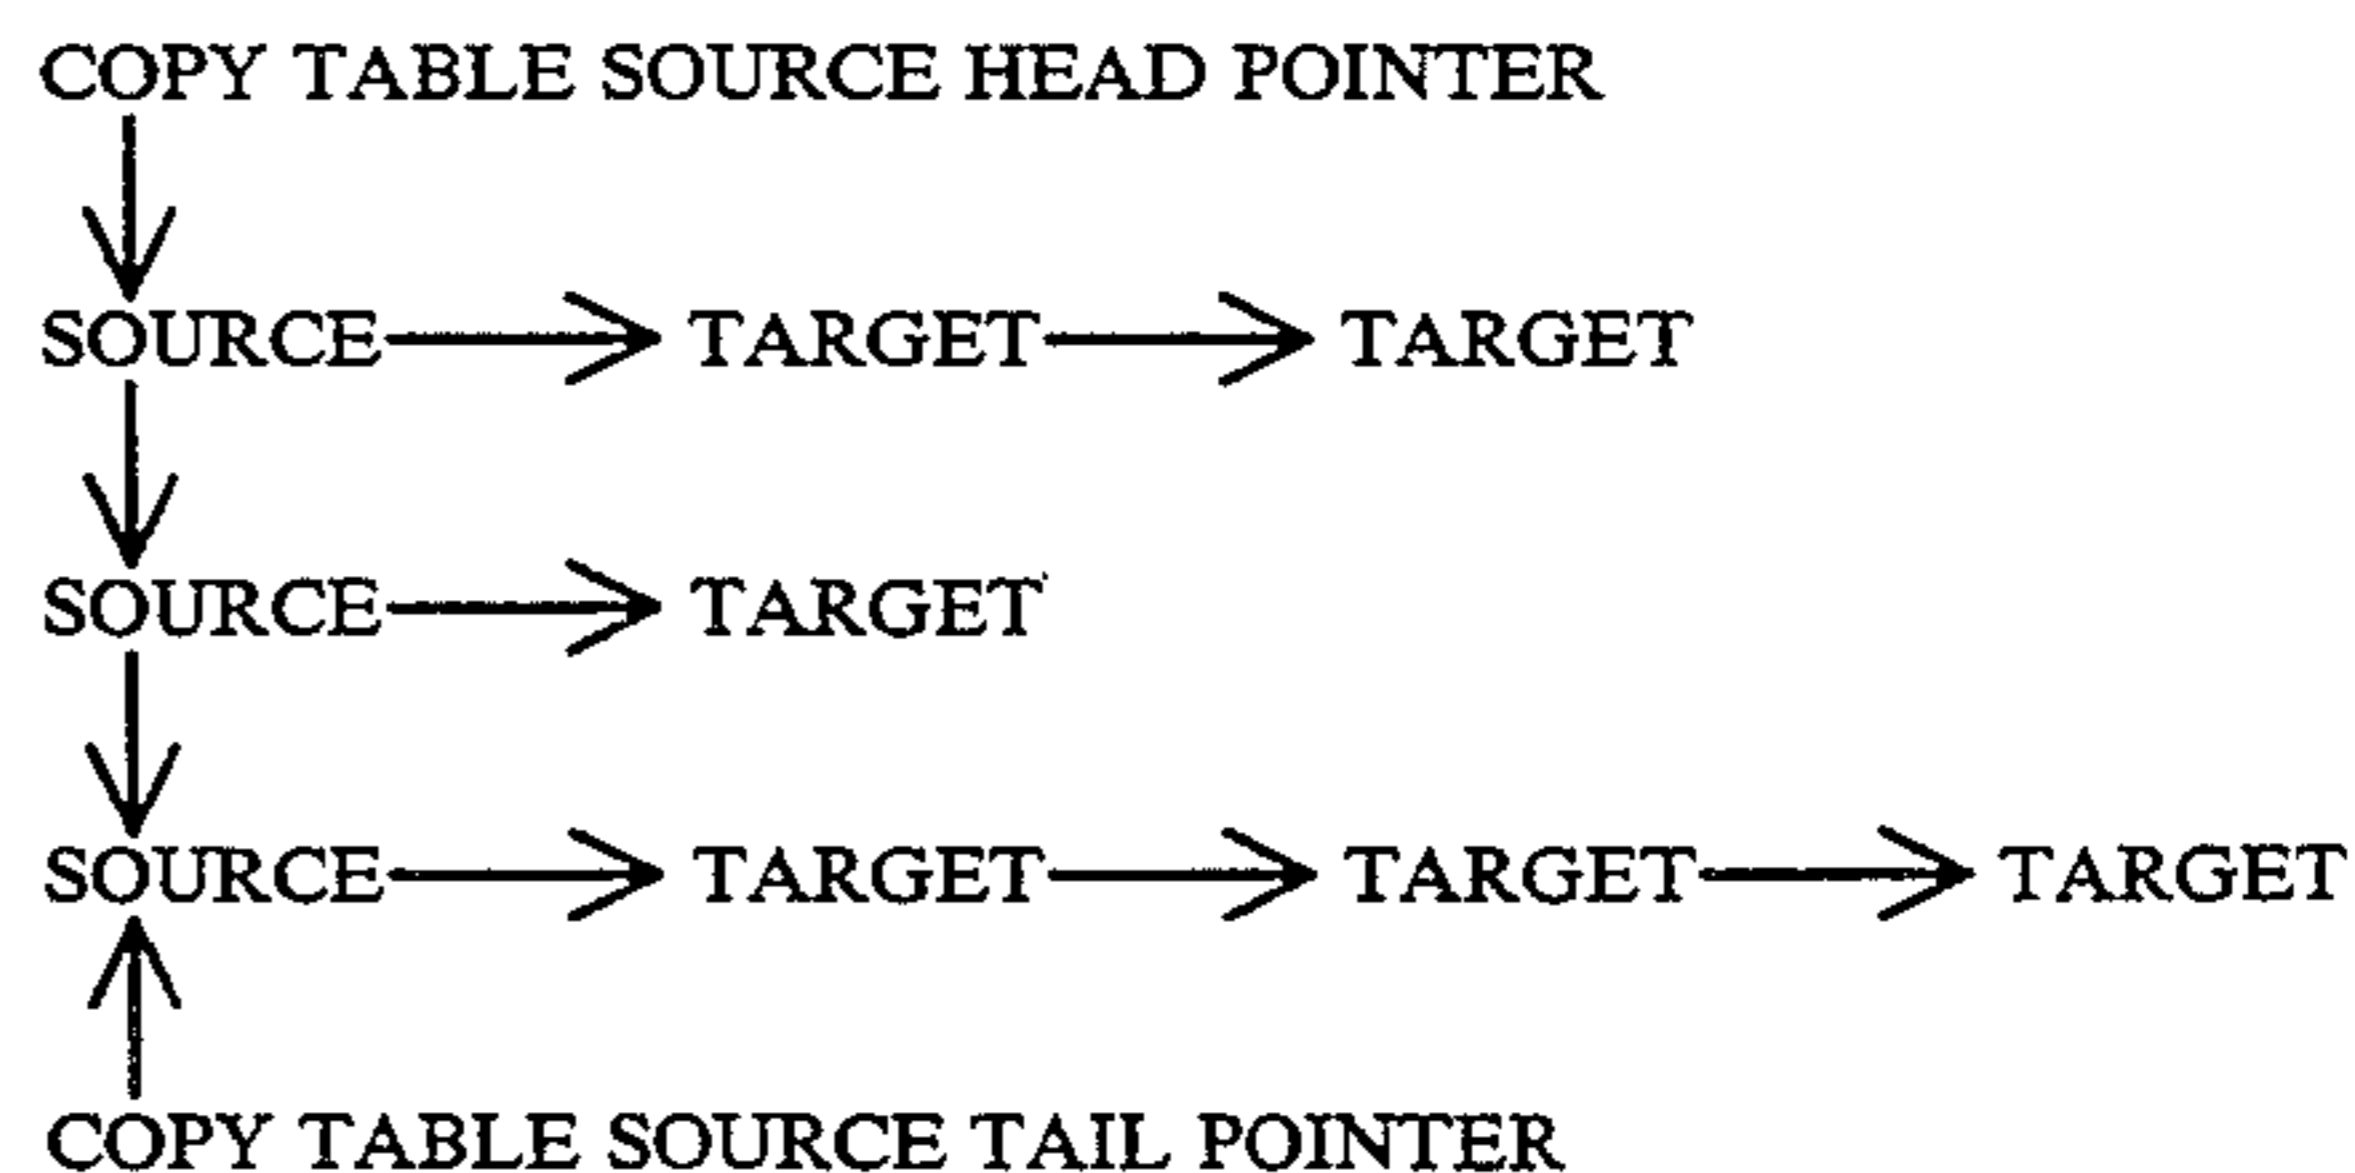 COPY TABLE SOURCE HEAD POINTER
SOURCE TARGET TARGET
SOURCE TARGET
SOURCE TARGET TARGET TARGET
COPY TABLE SOURCE TAIL POINTER